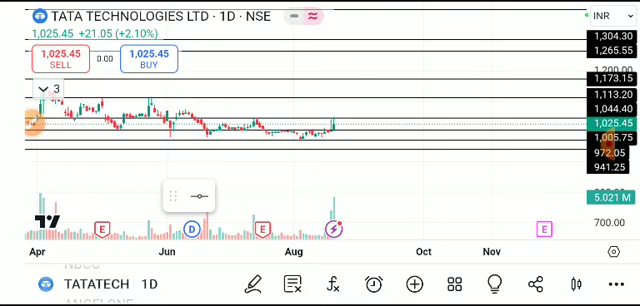 TATA TECHNOLOGIES LTD · 1D · NSE
INR
1,025.45 +21.05 (+2.10%)
1,304.30
1,265.55
1,025.45 SELL
0.00
1,025.45 BUY
1,200.00
1,173.15
3
1,113.20
1,044.40
1,025.45
1,005.75
972.05
941.25
5.021 M
700.00
E
D
E
E
Apr
Jun
Aug
Oct
Nov
NBCC
TATATECH 1D
ANGELONE